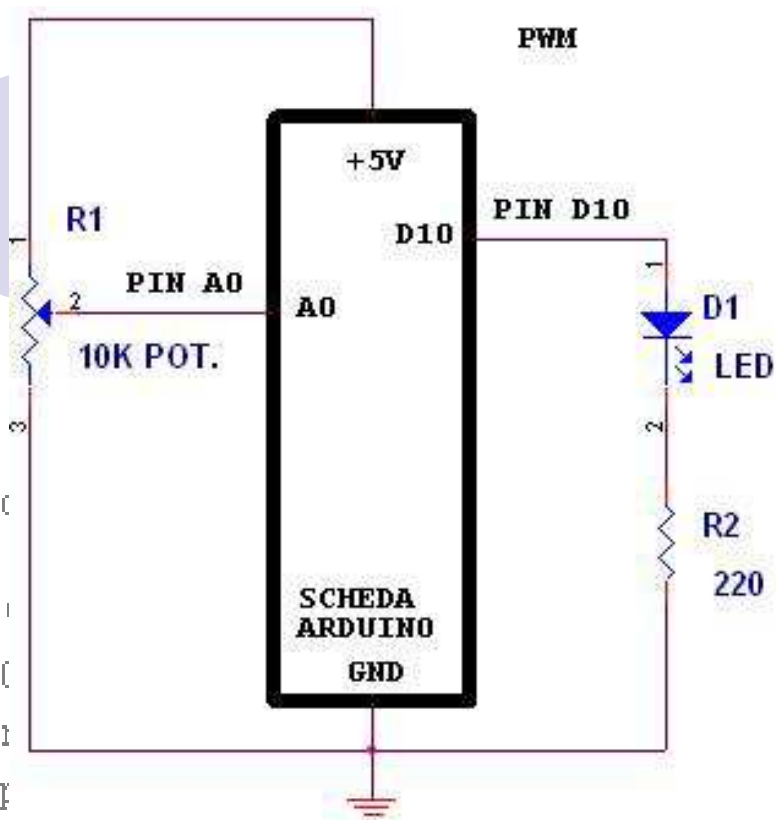 PWM
+5V
PIN D10
R1
D10
1
1
PIN A0
2
A0
D1
10K POT.
LED
3
2
R2
220
SCHEDA
ARDUINO
GND